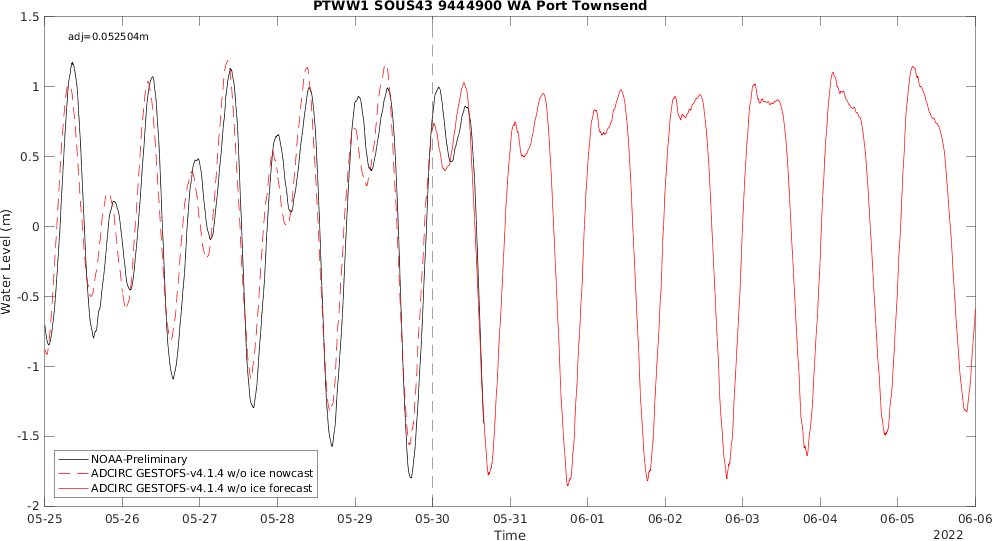 PTWW1 SOUS43 9444900 WA Port Townsend
adj=0.052504m
1.5
1
0.5
0
-0.5
-1
-1.5
-2
Water Level (m)
NOAA-Preliminary
ADCIRC GESTOFS-v4.1.4 w/o ice nowcast
ADCIRC GESTOFS-v4.1.4 w/o ice forecast
05-25 05-26 05-27 05-28 05-29 05-30 05-31 06-01 06-02 06-03 06-04 06-05 06-06
Time
2022